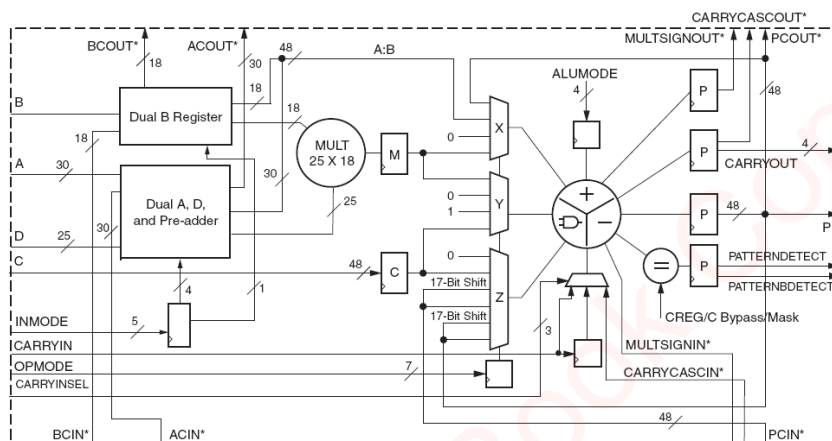 CARRYCASCOUT*
BCOUT* ACOUT* MULTSIGNOUT* PCOUT*
18 30 48 A:B
ALUMODE 48
B 18 4
Dual B Register 18 X P
18 0
MULT
25 X 18 M P 4
A 30 CARRYOUT
30 0 Y
Dual A, D,
and Pre-adder 1 48 P
30 25 P
D 25 0 PATTERNDETECT
C 48 C Z = P
17-Bit Shift PATTERNBDETECT
4 1 17-Bit Shift
CREG/C Bypass/Mask
INMODE 5 3
CARRYIN MULTSIGNIN*
OPMODE 7
CARRYINSEL CARRYCASCIN*
48
BCIN* ACIN* PCIN*
Book Con